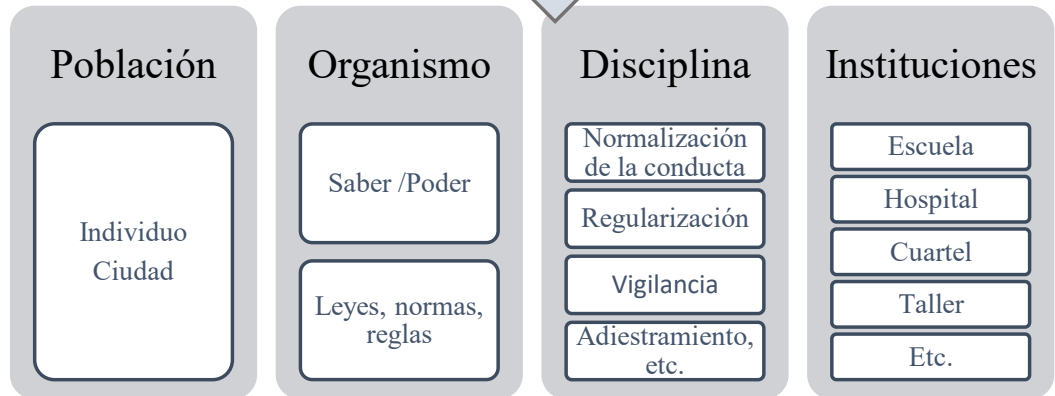 Población
Individuo
Ciudad
Organismo
Saber /Poder
Leyes, normas,
reglas
Disciplina
Normalización
de la conducta
Regularización
Vigilancia
Adiestramiento,
etc.
Instituciones
Escuela
Hospital
Cuartel
Taller
Etc.